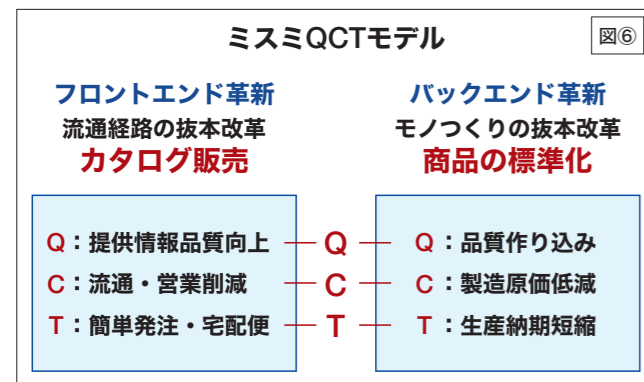 ミスミQCTモデル
図⑥
フロントエンド革新
流通経路の抜本改革
カタログ販売
バックエンド革新
モノつくりの抜本改革
商品の標準化
Q：提供情報品質向上
C：流通・営業削減
T：簡単発注・宅配便
Q
C
T
Q：品質作り込み
C：製造原価低減
T：生産納期短縮